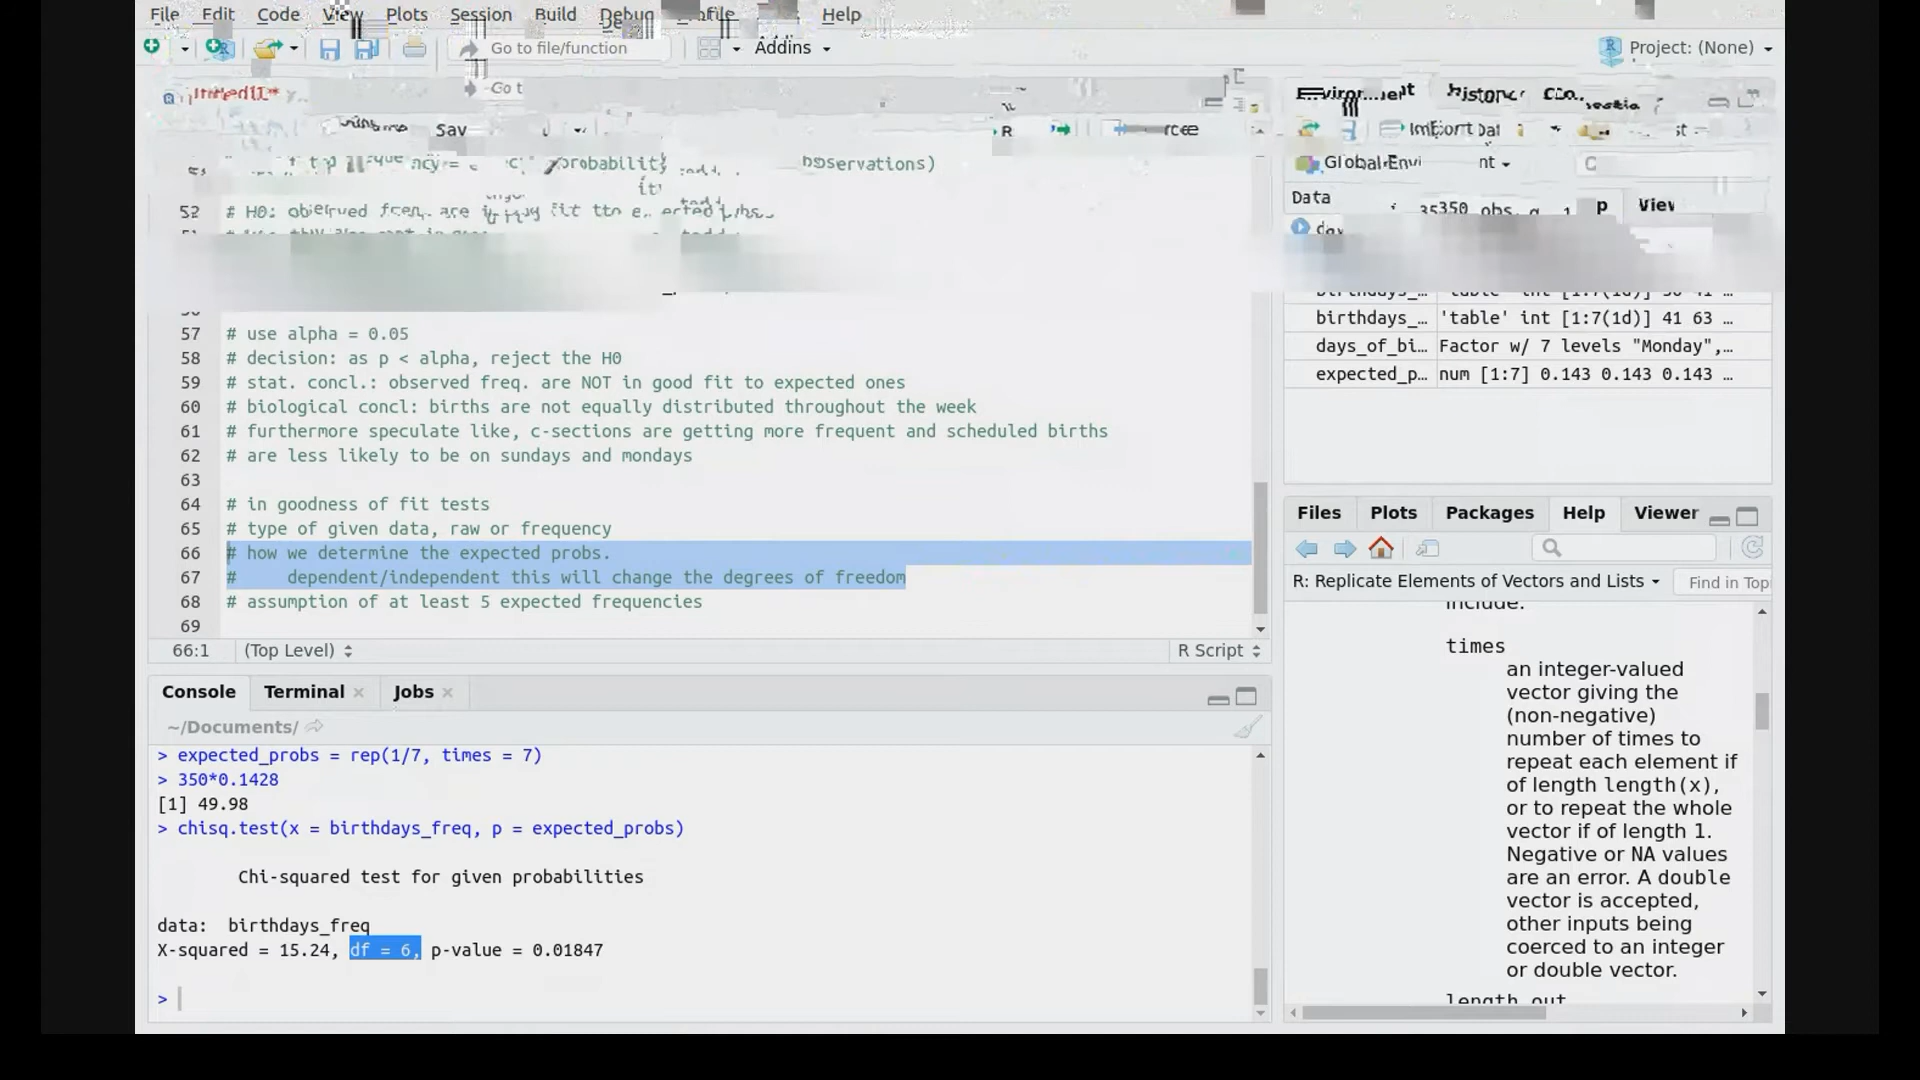 File Edit Code View Plots Session Build Debug Help
Go to file/function
Addins
Project: (None)
Go t
Sav
R
52 # H0:
Data
57 # use alpha = 0.05
58 # decision: as p < alpha, reject the H0
59 # stat. concl.: observed freq. are NOT in good fit to expected ones
60 # biological concl: births are not equally distributed throughout the week
61 # furthermore speculate like, c-sections are getting more frequent and scheduled births
62 # are less likely to be on sundays and mondays
63
64 # in goodness of fit tests
65 # type of given data, raw or frequency
66 # how we determine the expected probs.
67 #     dependent/independent this will change the degrees of freedom
68 # assumption of at least 5 expected frequencies
69
66:1 (Top Level) R Script
Console Terminal Jobs
~/Documents/
> expected_probs = rep(1/7, times = 7)
> 350*0.1428
[1] 49.98
> chisq.test(x = birthdays_freq, p = expected_probs)
Chi-squared test for given probabilities
data:  birthdays_freq
X-squared = 15.24, df = 6, p-value = 0.01847
>
birthdays_… 'table' int [1:7(1d)] 41 63 …
days_of_bi… Factor w/ 7 levels "Monday",…
expected_p… num [1:7] 0.143 0.143 0.143 …
Files Plots Packages Help Viewer
R: Replicate Elements of Vectors and Lists Find in Topi
include:
times
an integer-valued
vector giving the
(non-negative)
number of times to
repeat each element if
of length length(x),
or to repeat the whole
vector if of length 1.
Negative or NA values
are an error. A double
vector is accepted,
other inputs being
coerced to an integer
or double vector.
length.out